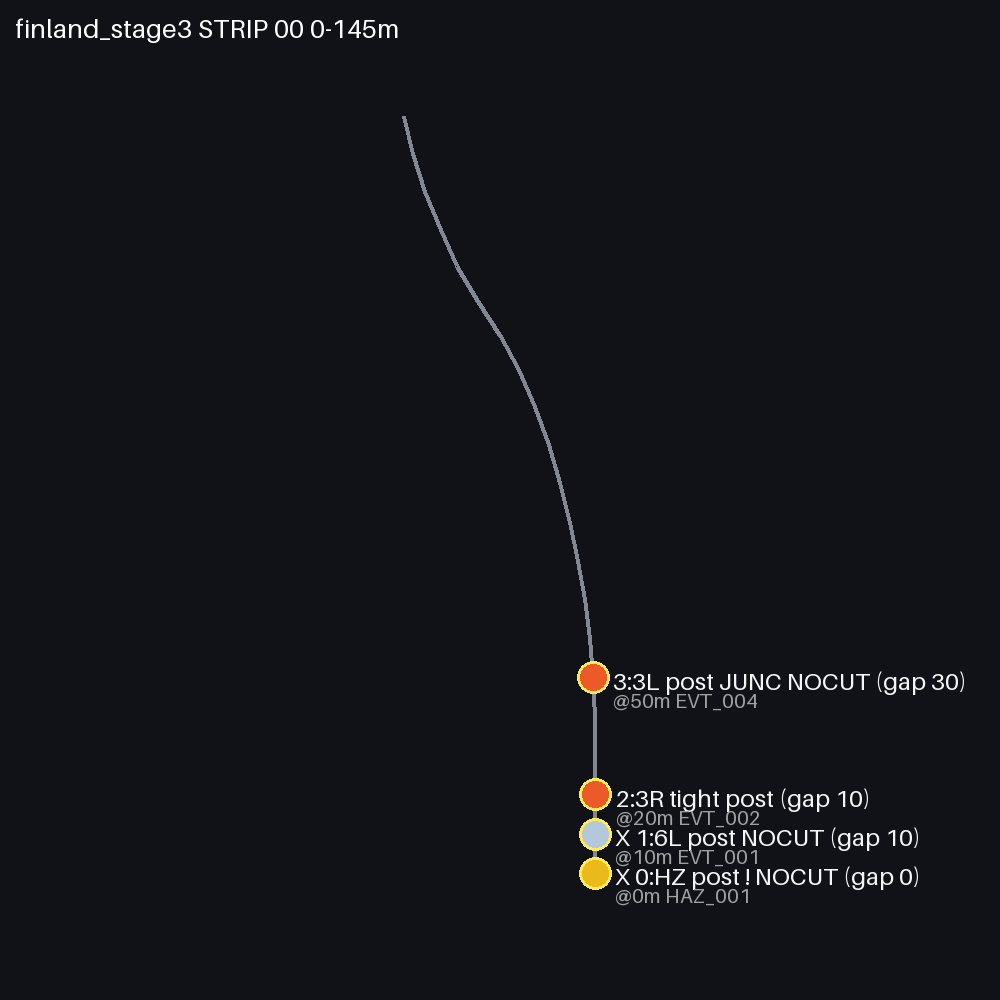 finland_stage3 STRIP 00 0-145m
3:3L post JUNC NOCUT (gap 30)
@50m EVT_004
2:3R tight post (gap 10)
@20m EVT_002
X 1:6L post NOCUT (gap 10)
@10m EVT_001
X 0:HZ post ! NOCUT (gap 0)
@0m HAZ_001